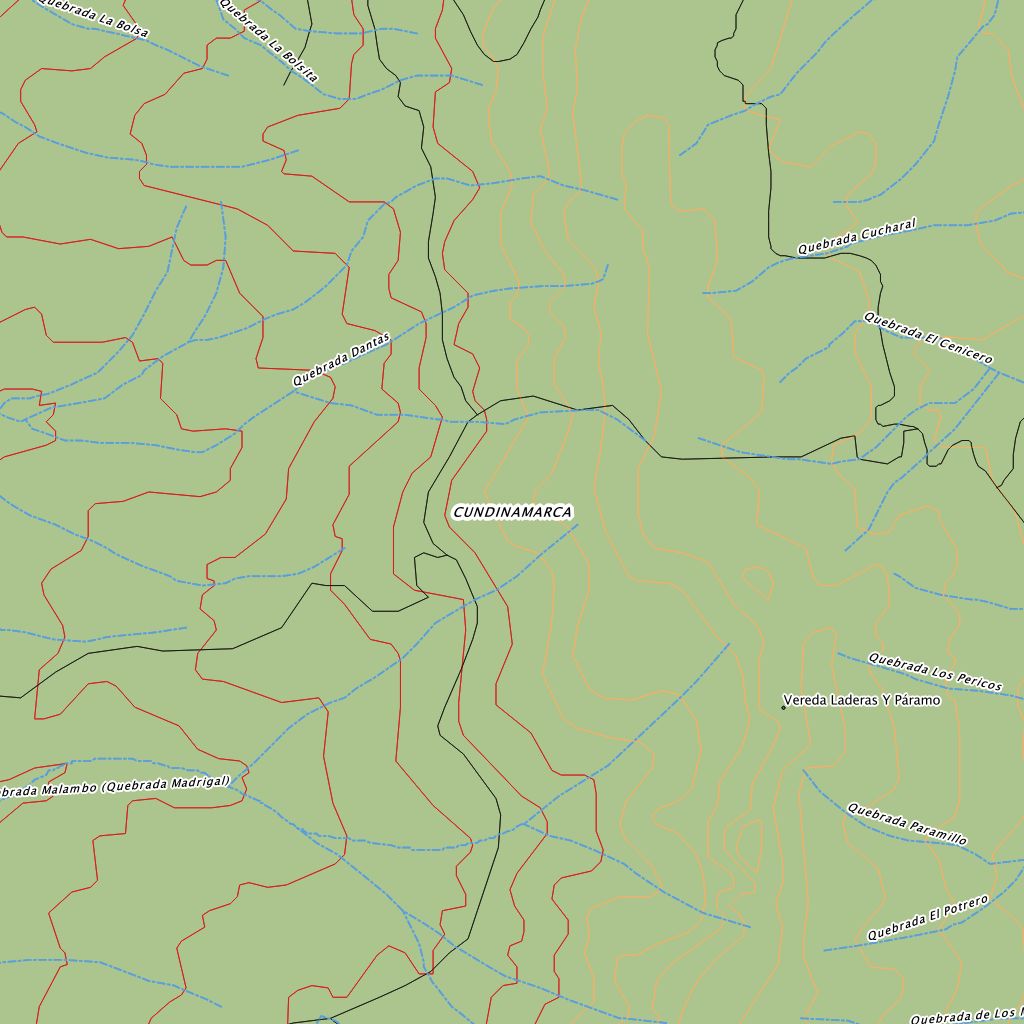 Quebrada La Bolsa
Quebrada La Bolsita
Quebrada Cucharal
Quebrada El Cenicero
Quebrada Dantas
CUNDINAMARCA
Quebrada Los Pericos
Vereda Laderas Y Páramo
Malambo (Quebrada Madrigal)
Quebrada Paramillo
Quebrada El Potrero
Quebrada de Los